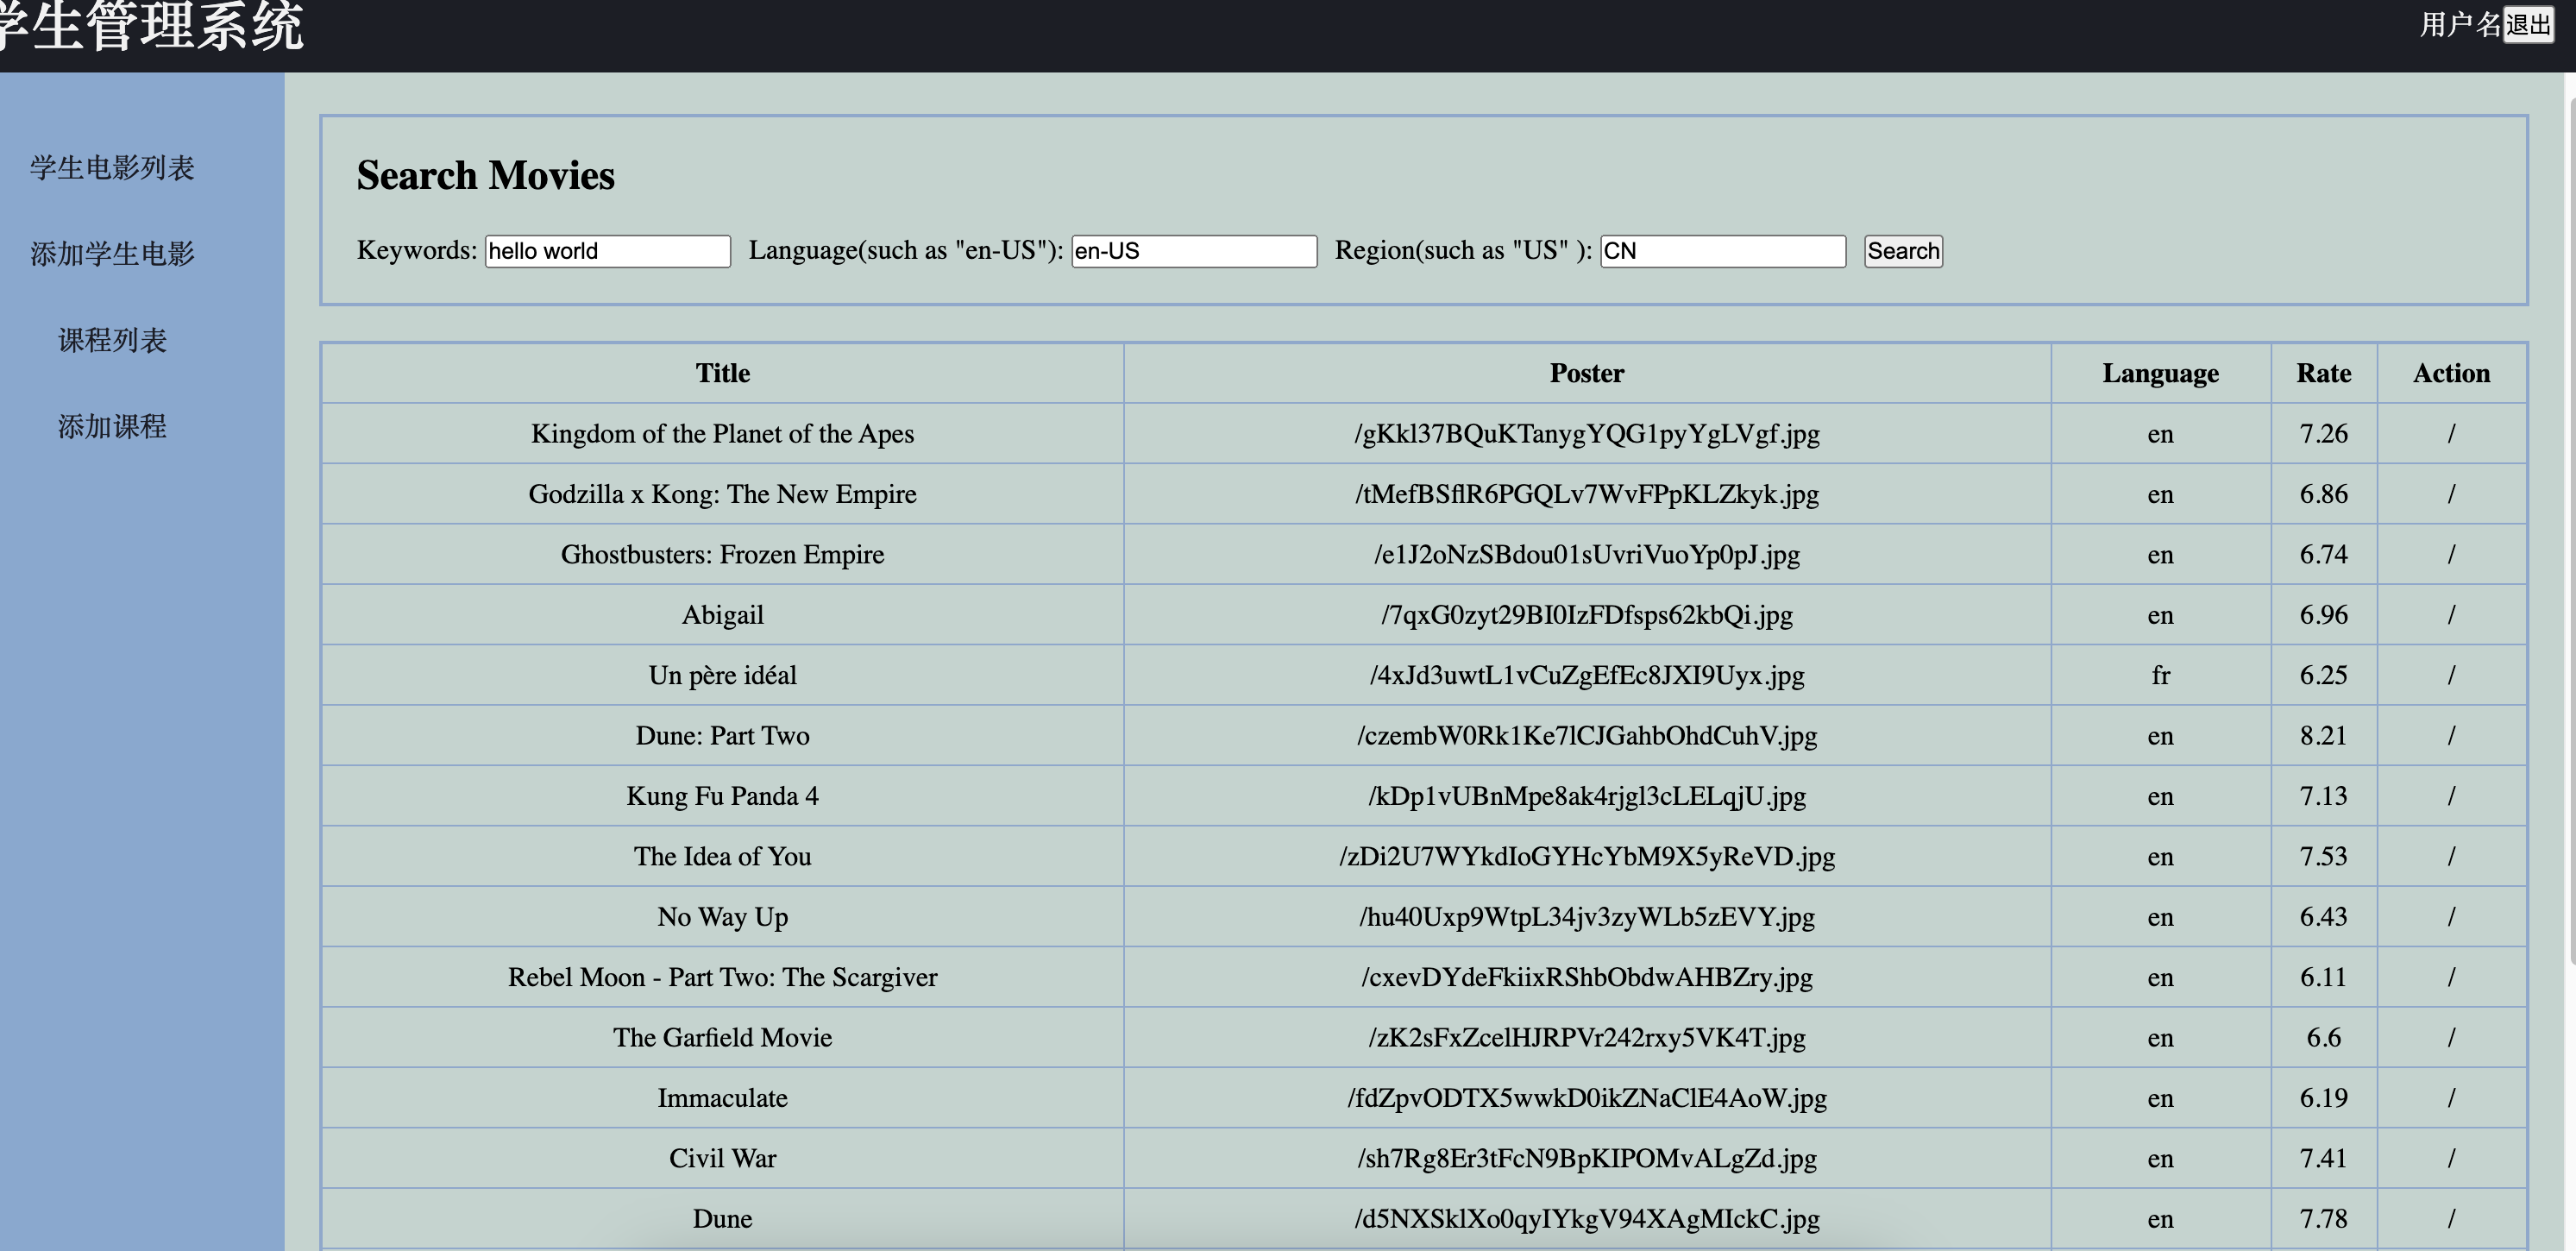 学生管理系统
用户名 退出
学生电影列表
添加学生电影
课程列表
添加课程
Search Movies
Keywords: hello world Language(such as "en-US"): en-US Region(such as "US" ): CN Search
Title Poster Language Rate Action
Kingdom of the Planet of the Apes /gKkl37BQuKTanygYQG1pyYgLVgf.jpg en 7.26 /
Godzilla x Kong: The New Empire /tMefBSflR6PGQLv7WvFPpKLZkyk.jpg en 6.86 /
Ghostbusters: Frozen Empire /e1J2oNzSBdou01sUvriVuoYp0pJ.jpg en 6.74 /
Abigail /7qxG0zyt29BI0IzFDfsps62kbQi.jpg en 6.96 /
Un père idéal /4xJd3uwtL1vCuZgEfEc8JXI9Uyx.jpg fr 6.25 /
Dune: Part Two /czembW0Rk1Ke7lCJGahbOhdCuhV.jpg en 8.21 /
Kung Fu Panda 4 /kDp1vUBnMpe8ak4rjgl3cLELqjU.jpg en 7.13 /
The Idea of You /zDi2U7WYkdIoGYHcYbM9X5yReVD.jpg en 7.53 /
No Way Up /hu40Uxp9WtpL34jv3zyWLb5zEVY.jpg en 6.43 /
Rebel Moon - Part Two: The Scargiver /cxevDYdeFkiixRShbObdwAHBZry.jpg en 6.11 /
The Garfield Movie /zK2sFxZcelHJRPVr242rxy5VK4T.jpg en 6.6 /
Immaculate /fdZpvODTX5wwkD0ikZNaClE4AoW.jpg en 6.19 /
Civil War /sh7Rg8Er3tFcN9BpKIPOMvALgZd.jpg en 7.41 /
Dune /d5NXSklXo0qyIYkgV94XAgMIckC.jpg en 7.78 /